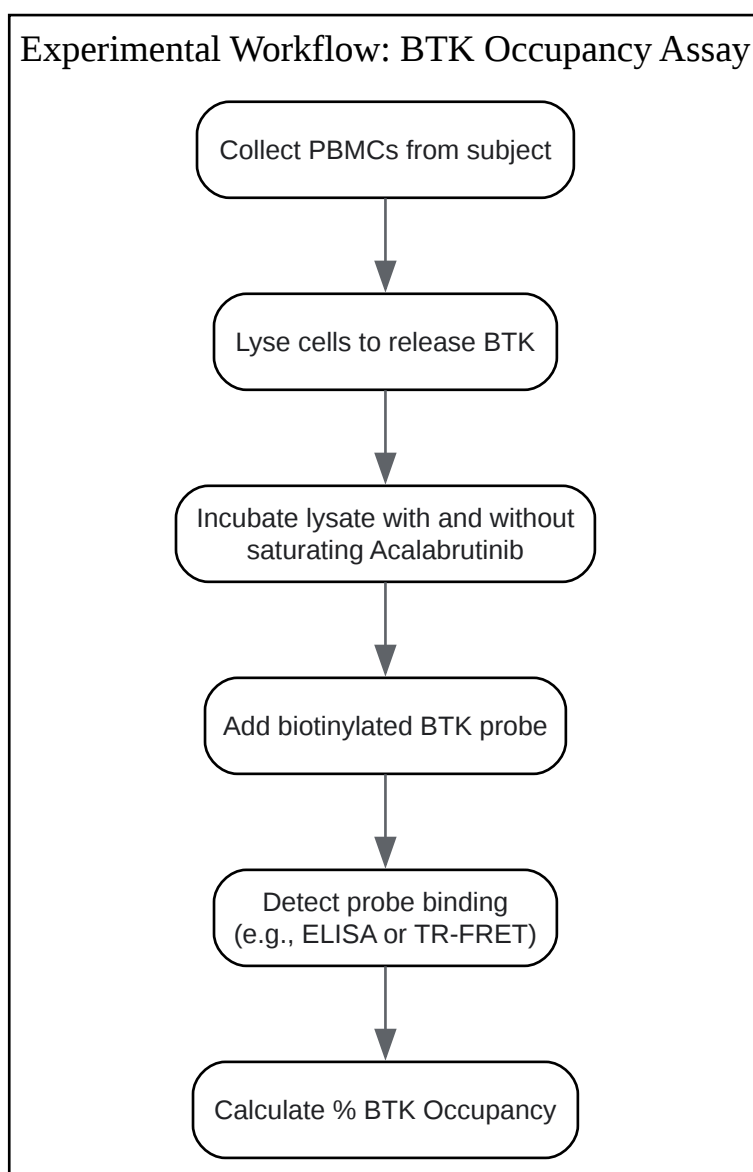 Experimental Workflow: BTK Occupancy Assay
Collect PBMCs from subject
Lyse cells to release BTK
Incubate lysate with and without
saturating Acalabrutinib
Add biotinylated BTK probe
Detect probe binding
(e.g., ELISA or TR-FRET)
Calculate % BTK Occupancy